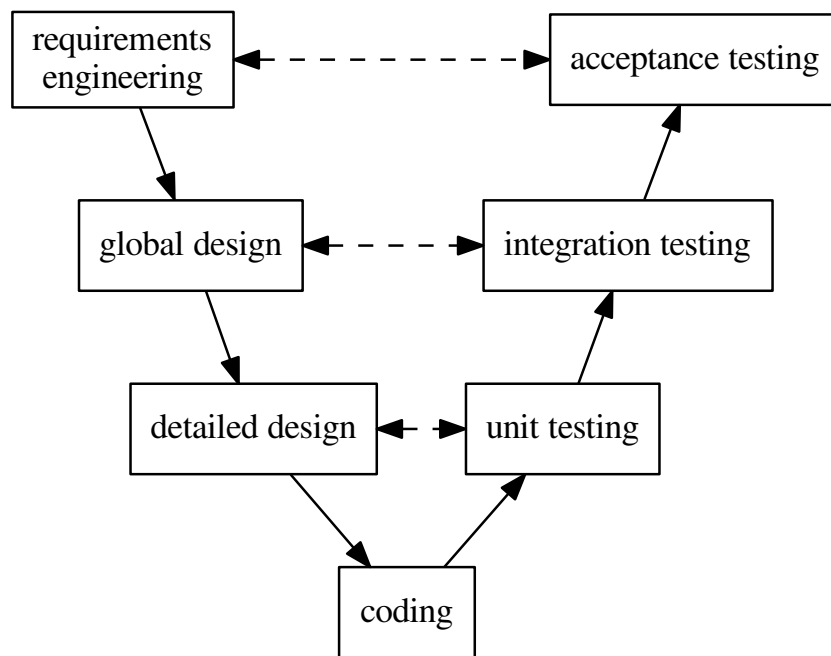 requirements
engineering
acceptance testing
global design
integration testing
detailed design
unit testing
coding